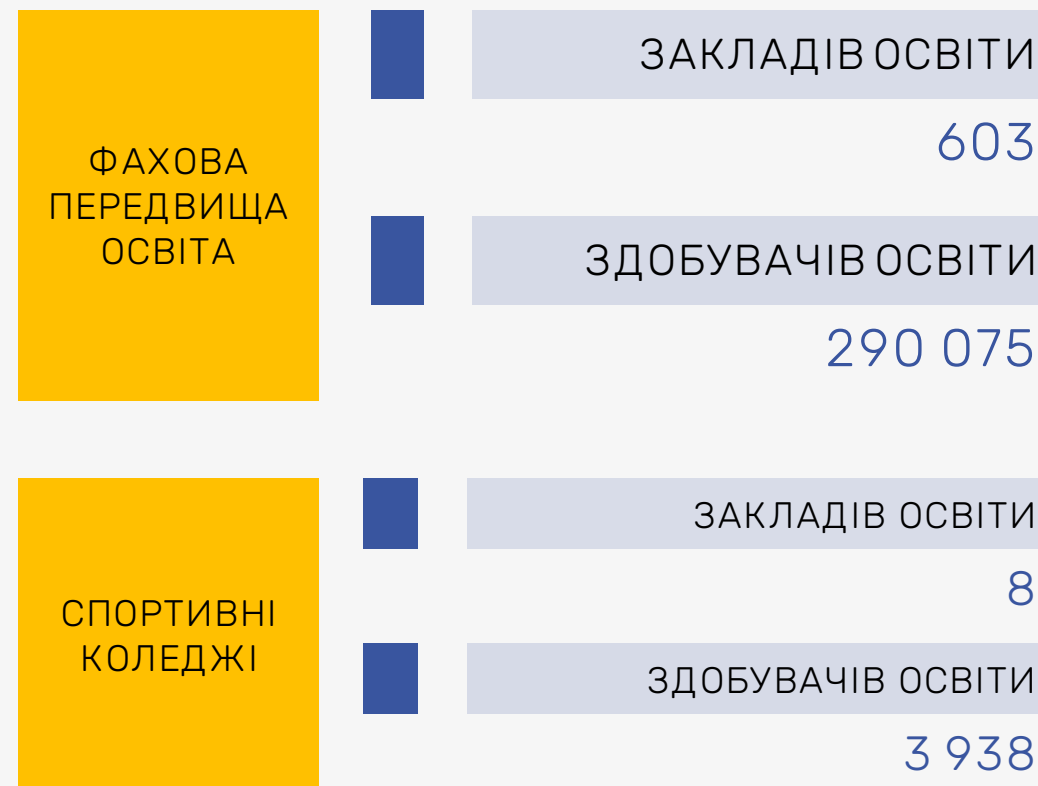 ФАХОВА
ПЕРЕДВИЩА
ОСВІТА
ЗАКЛАДІВ ОСВІТИ
603
ЗДОБУВАЧІВ ОСВІТИ
290 075
СПОРТИВНІ
КОЛЕДЖІ
ЗАКЛАДІВ ОСВІТИ
8
ЗДОБУВАЧІВ ОСВІТИ
3 938